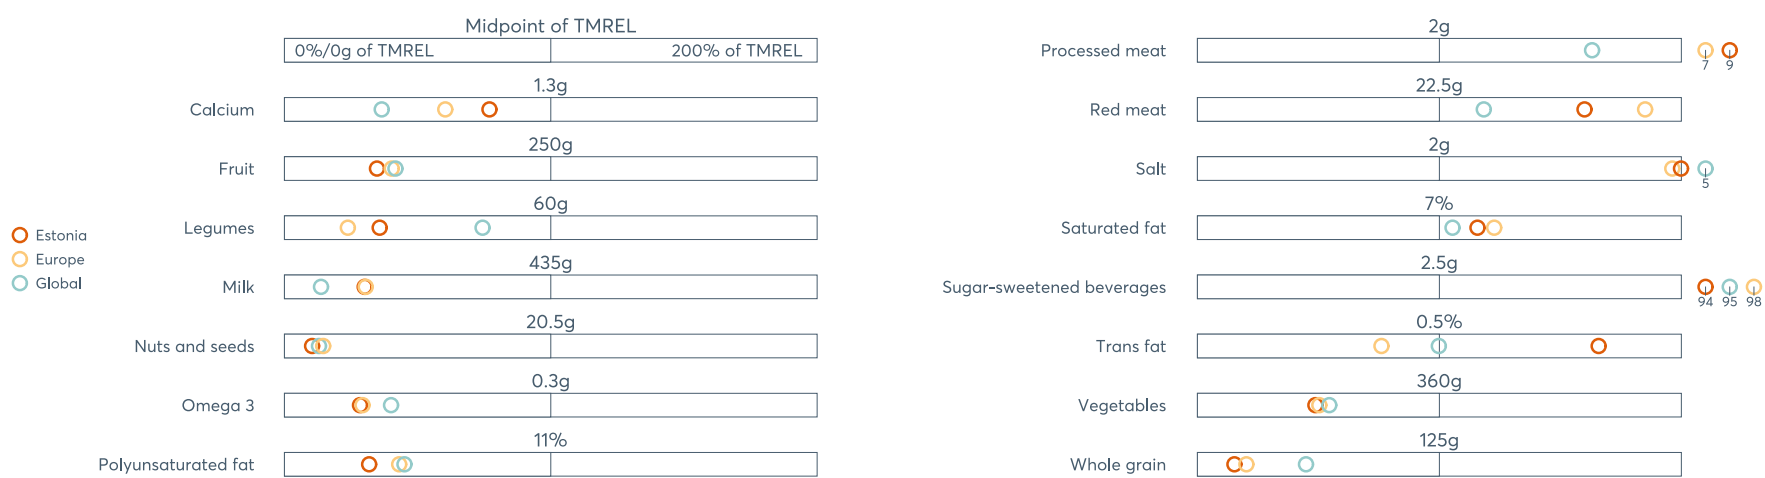 Midpoint of TMREL
0%/0g of TMREL 200% of TMREL
Calcium 1.3g
Fruit 250g
Legumes 60g
Milk 435g
Nuts and seeds 20.5g
Omega 3 0.3g
Polyunsaturated fat 11%
Estonia
Europe
Global
Processed meat 2g
7 9
Red meat 22.5g
Salt 2g
5
Saturated fat 7%
Sugar-sweetened beverages 2.5g
94 95 98
Trans fat 0.5%
Vegetables 360g
Whole grain 125g